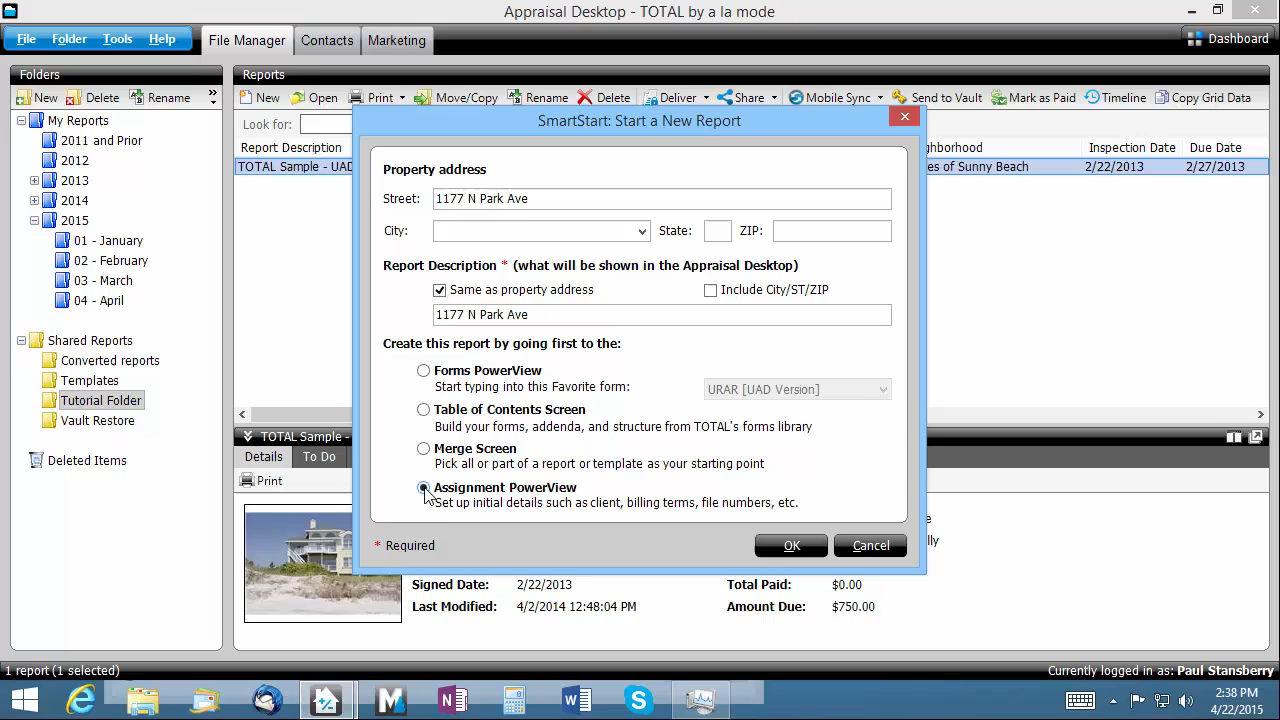 Appraisal Desktop - TOTAL by a la mode
File Folder Tools Help File Manager Contacts Marketing Dashboard
Folders
New Delete Rename
My Reports
2011 and Prior
2012
2013
2014
2015
01 - January
02 - February
03 - March
04 - April
Shared Reports
Converted reports
Templates
Tutorial Folder
Vault Restore
Deleted Items
Reports
New Open Print Move/Copy Rename Delete Deliver Share Mobile Sync Send to Vault Mark as Paid Timeline Copy Grid Data
Look for:
Report Description ghborhood Inspection Date Due Date
TOTAL Sample - UAD es of Sunny Beach 2/22/2013 2/27/2013
SmartStart: Start a New Report
Property address
Street: 1177 N Park Ave
City: State: ZIP:
Report Description * (what will be shown in the Appraisal Desktop)
Same as property address Include City/ST/ZIP
1177 N Park Ave
Create this report by going first to the:
Forms PowerView
Start typing into this Favorite form: URAR [UAD Version]
Table of Contents Screen
Build your forms, addenda, and structure from TOTAL's forms library
Merge Screen
Pick all or part of a report or template as your starting point
Assignment PowerView
Set up initial details such as client, billing terms, file numbers, etc.
* Required OK Cancel
TOTAL Sample -
Details To Do
Print
e
lly
Signed Date: 2/22/2013 Total Paid: $0.00
Last Modified: 4/2/2014 12:48:04 PM Amount Due: $750.00
1 report (1 selected) Currently logged in as: Paul Stansberry
2:38 PM
4/22/2015